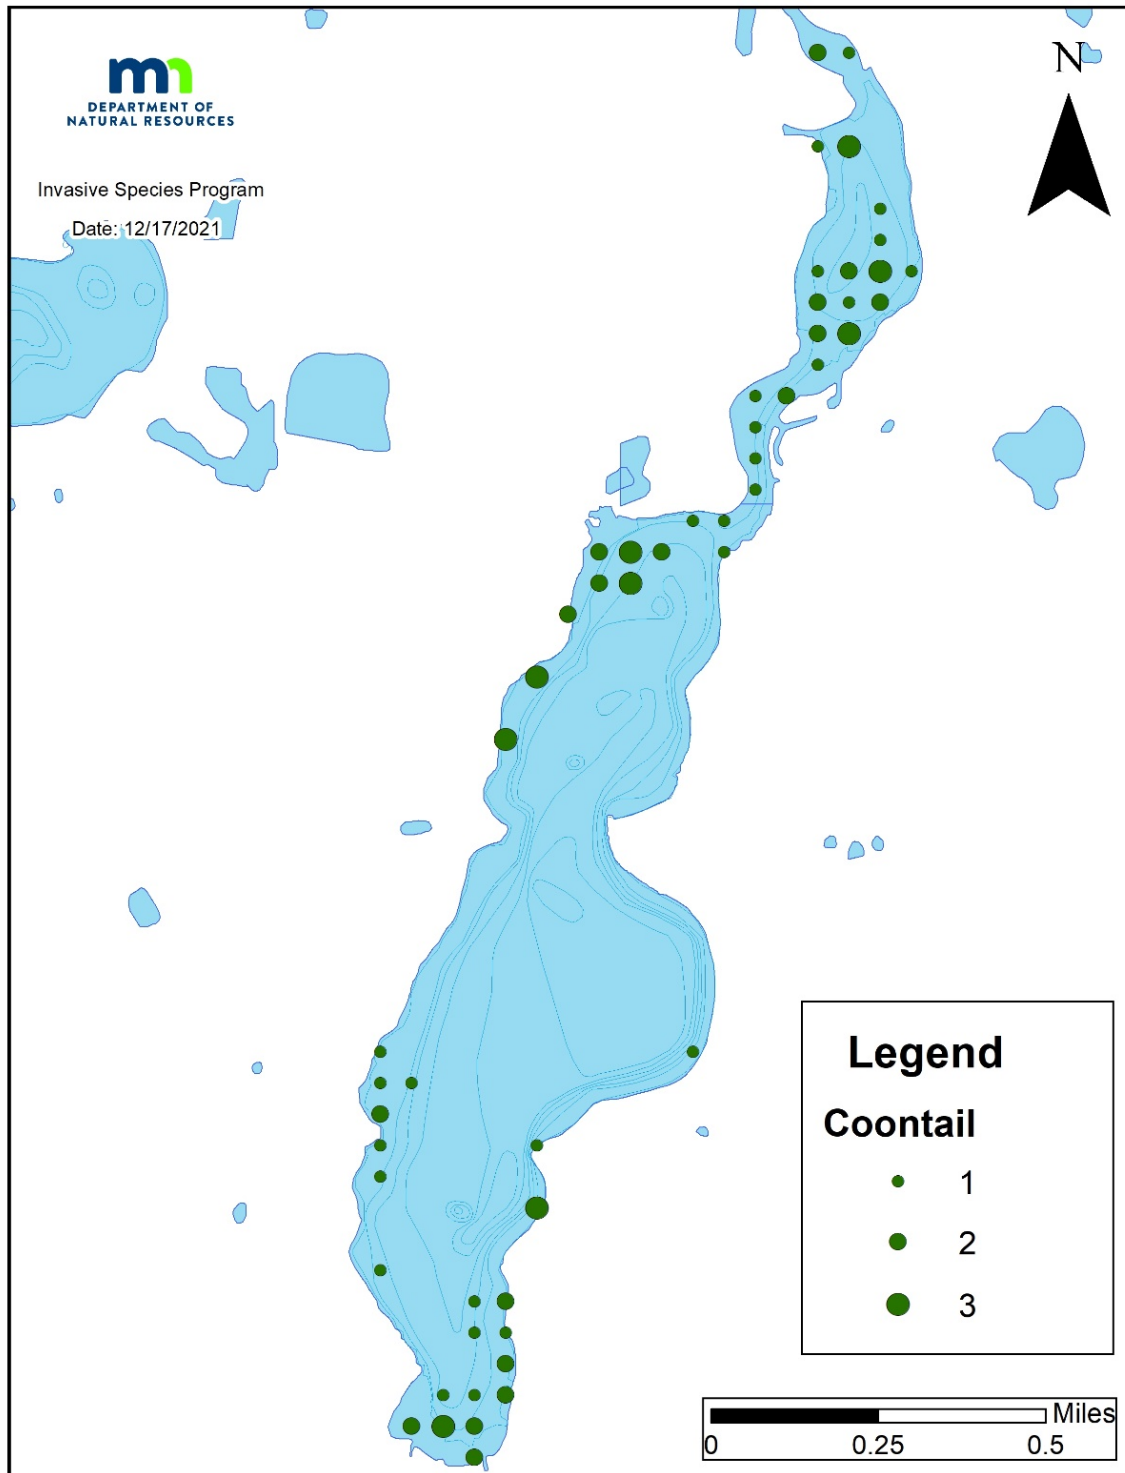 mn
DEPARTMENT OF
NATURAL RESOURCES
Invasive Species Program
Date: 12/17/2021
N
Legend
Coontail
1
2
3
Miles
0 0.25 0.5